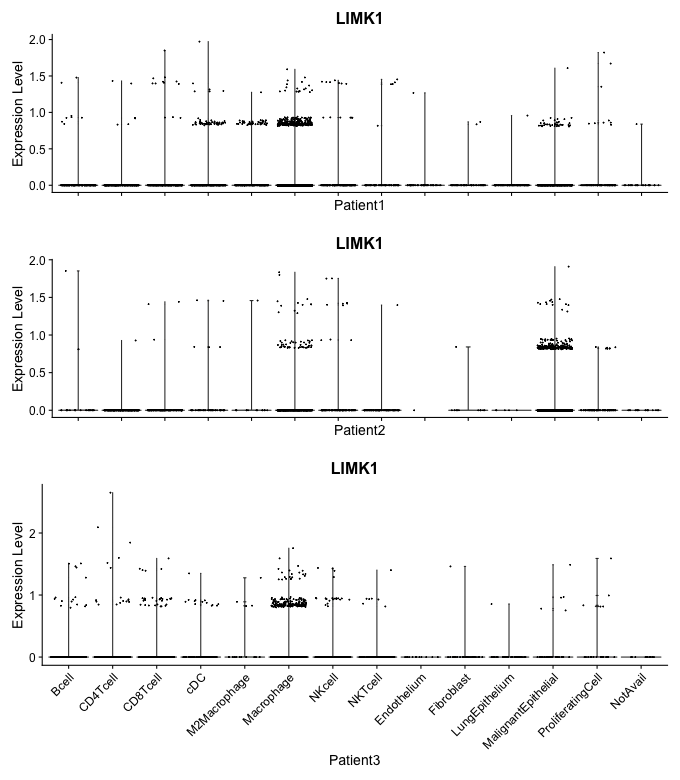 LIMK1
2.0
1.5
1.0
0.5
0.0
Expression Level
Patient1
LIMK1
2.0
1.5
1.0
0.5
0.0
Expression Level
Patient2
LIMK1
2
1
0
Expression Level
Bcell
CD4Tcell
CD8Tcell
cDC
M2Macrophage
Macrophage
NKcell
NKTcell
Endothelium
Fibroblast
LungEpithelium
MalignantEpithelial
ProliferatingCell
NotAvail
Patient3